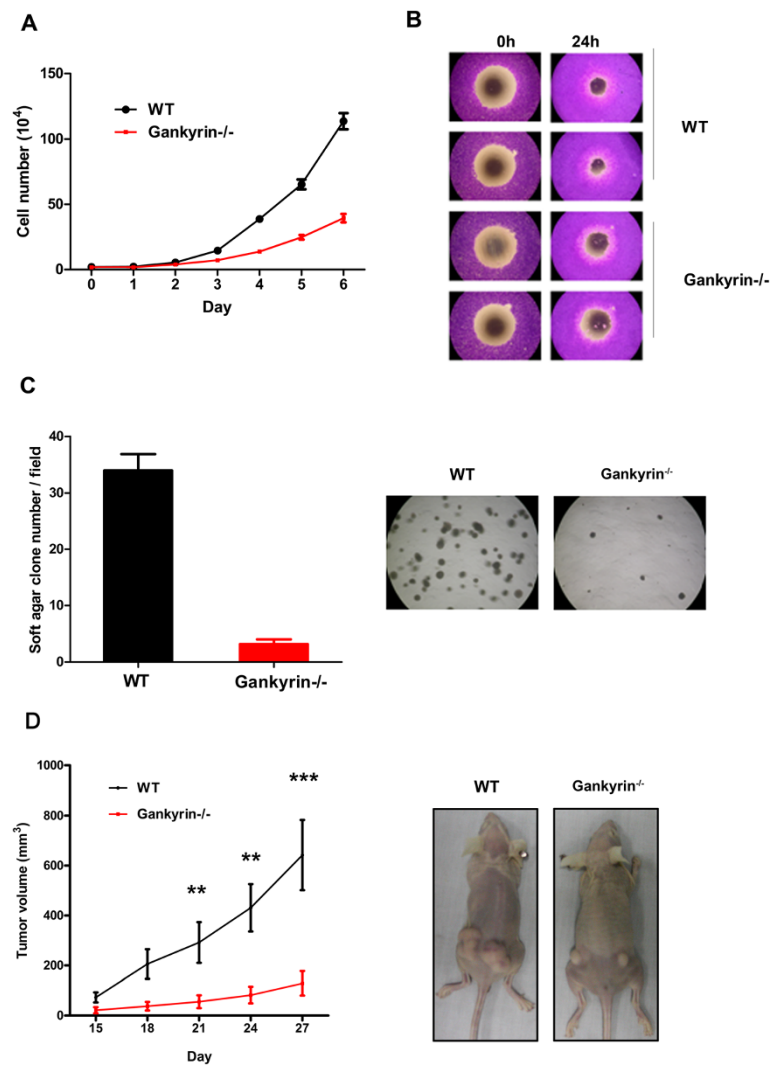 A
Cell number (10⁴)
150
100
50
0
WT
Gankyrin-/-
0 1 2 3 4 5 6
Day
B
0h 24h
WT
Gankyrin-/-
C
Soft agar clone number / field
40
30
20
10
0
WT Gankyrin-/-
WT Gankyrin⁻/⁻
D
Tumor volume (mm³)
1000
800
600
400
200
0
WT
Gankyrin-/-
**
**
***
15 18 21 24 27
Day
WT Gankyrin⁻/⁻